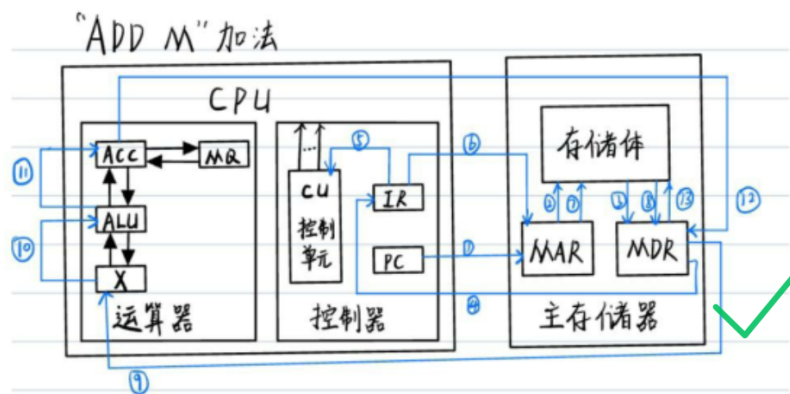 "ADD M" 加法
CPU
ACC
MQ
ALU
X
运算器
CU
控制
单元
IR
PC
控制器
存储体
MAR
MDR
主存储器
①
②
③
④
⑤
⑥
⑦
⑧
⑨
⑩
⑪
⑫
⑬
...